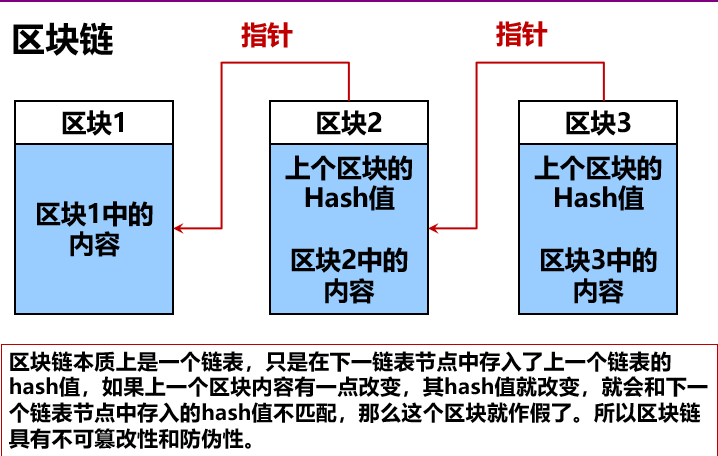 区块链
指针
指针
区块1
区块2
区块3
区块1中的
内容
上个区块的
Hash值
区块2中的
内容
上个区块的
Hash值
区块3中的
内容
区块链本质上是一个链表，只是在下一链表节点中存入了上一个链表的
hash值，如果上一个区块内容有一点改变，其hash值就改变，就会和下一
个链表节点中存入的hash值不匹配，那么这个区块就作假了。所以区块链
具有不可篡改性和防伪性。